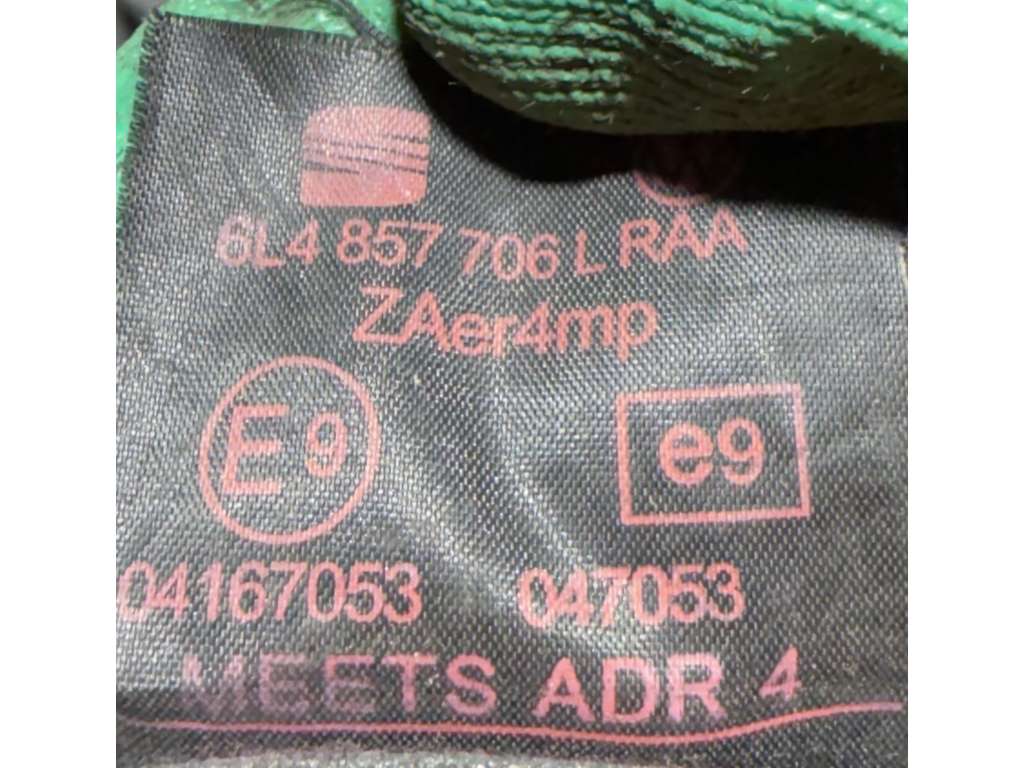 6L4 857 706 L RAA
ZAer4mp
E9
e9
04167053
047053
MEETS ADR 4